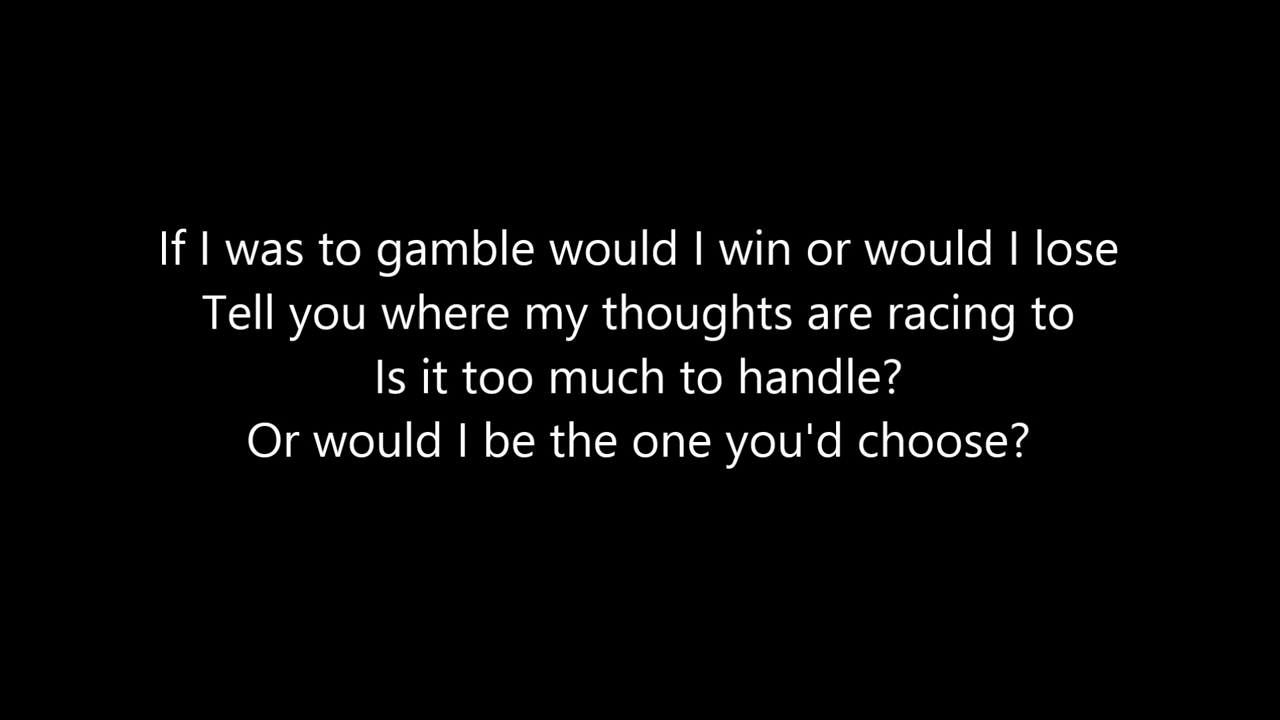 If I was to gamble would I win or would I lose
Tell you where my thoughts are racing to
Is it too much to handle?
Or would I be the one you'd choose?